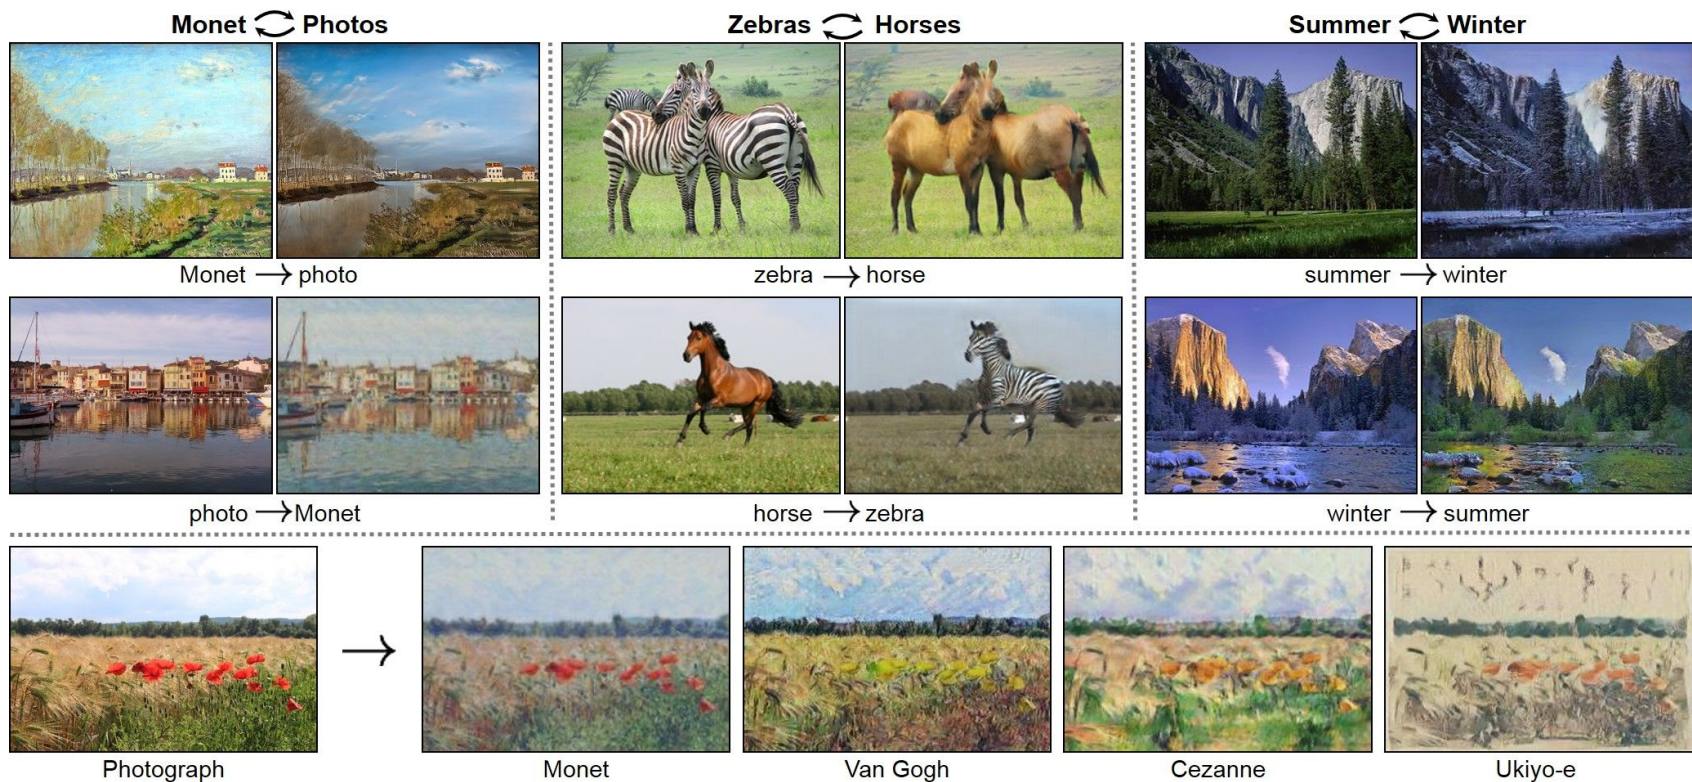 Monet Photos
Zebras Horses
Summer Winter
Monet → photo
zebra → horse
summer → winter
photo → Monet
horse → zebra
winter → summer
Photograph
Monet
Van Gogh
Cezanne
Ukiyo-e